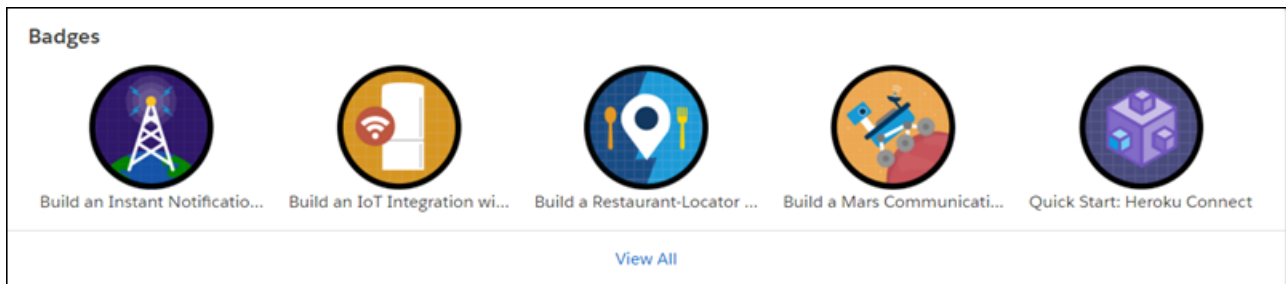 Badges
Build an Instant Notificatio...
Build an IoT Integration wi...
Build a Restaurant-Locator ...
Build a Mars Communicati...
Quick Start: Heroku Connect
View All